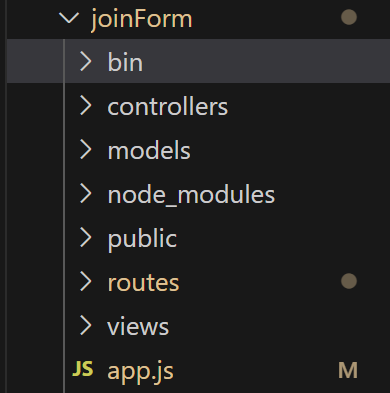 joinForm
bin
controllers
models
node_modules
public
routes
views
JS app.js M